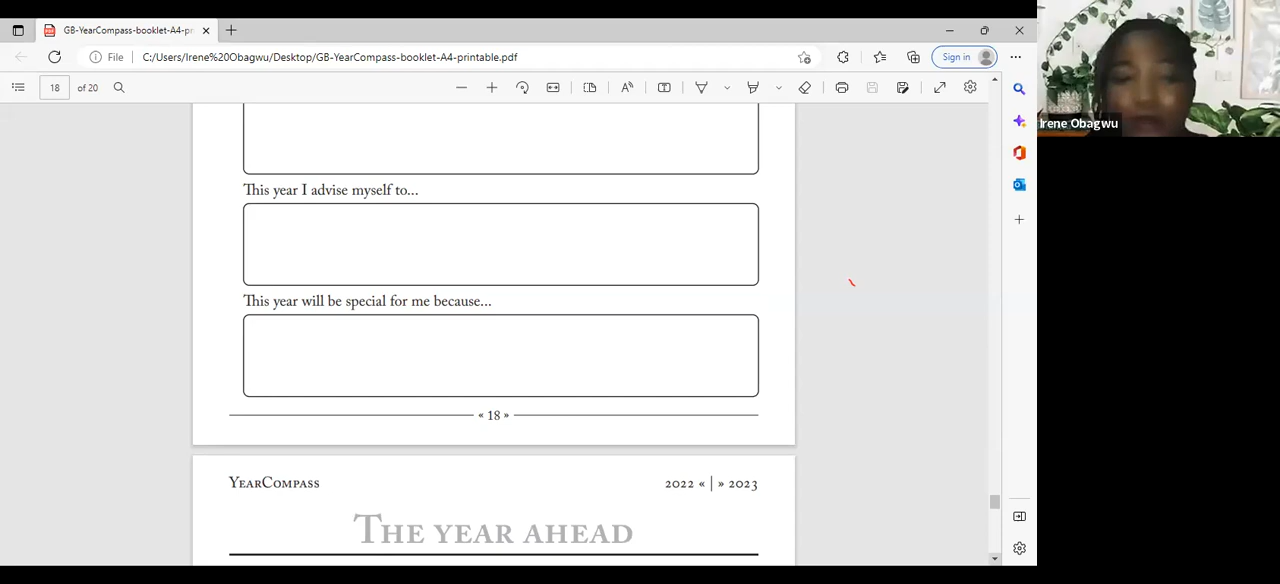 GB-YearCompass-booklet-A4-pr
File C:/Users/Irene%20Obagwu/Desktop/GB-YearCompass-booklet-A4-printable.pdf Sign in
18 of 20
Irene Obagwu
This year I advise myself to...
This year will be special for me because...
« 18 »
YearCompass 2022 « | » 2023
The year ahead